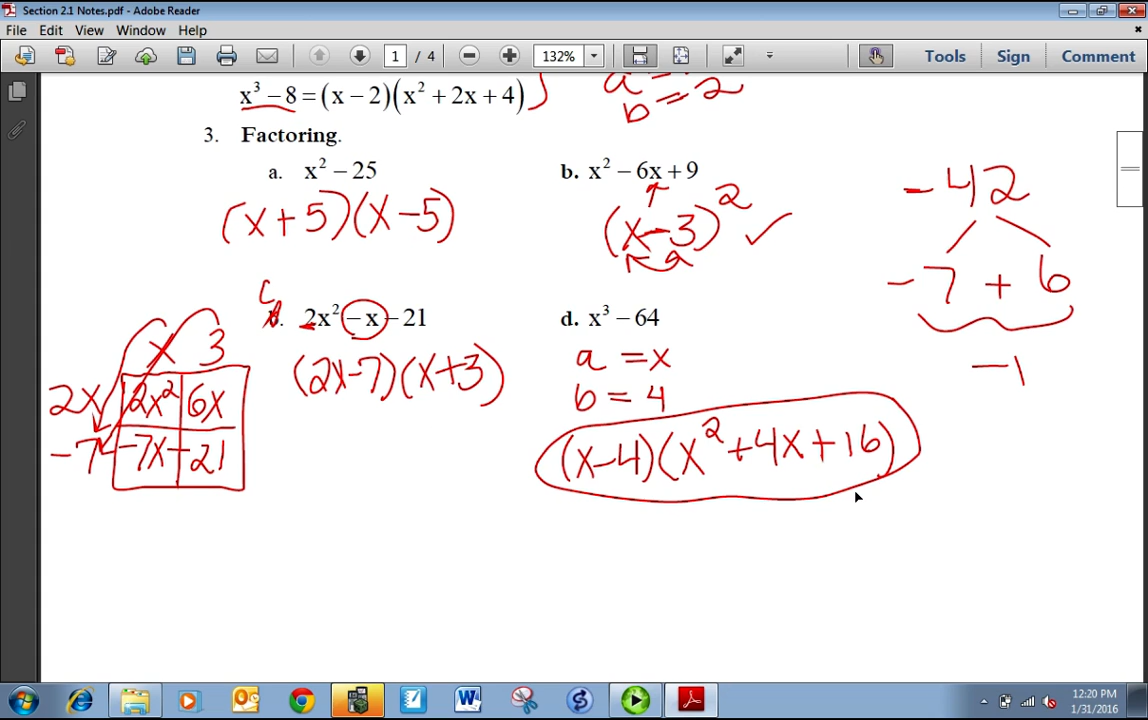 Section 2.1 Notes.pdf - Adobe Reader
File Edit View Window Help
1 / 4 132% Tools Sign Comment
x³ − 8 = (x − 2)(x² + 2x + 4)
b = 2
3. Factoring.
a. x² − 25
(x+5)(x−5)
b. x² − 6x + 9
(x−3)² ✓
−42
−7 + 6
−1
c
2x² − x − 21
(2x−7)(x+3)
x 3
2x 2x² 6x
−7 −7x −21
d. x³ − 64
a = x
b = 4
(x−4)(x²+4x+16)
12:20 PM
1/31/2016